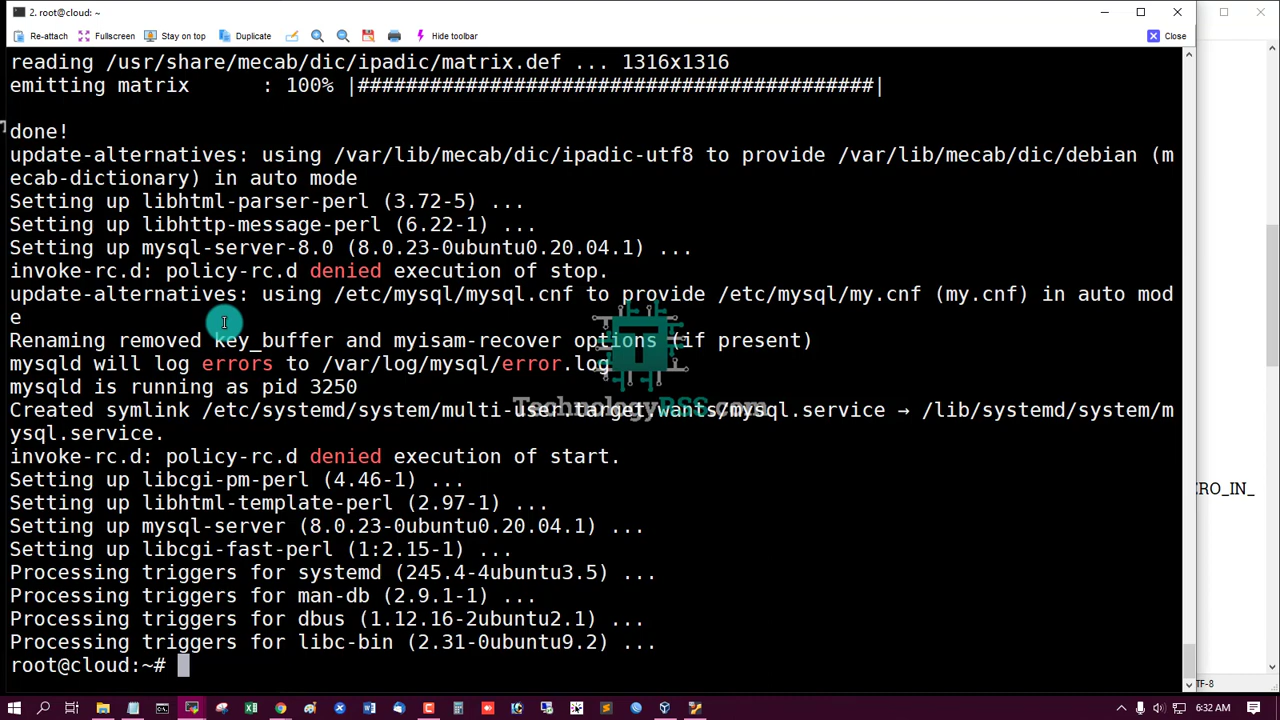 2. root@cloud: ~
Re-attach Fullscreen Stay on top Duplicate Hide toolbar Close
reading /usr/share/mecab/dic/ipadic/matrix.def ... 1316x1316
emitting matrix      : 100% |###########################################|
done!
update-alternatives: using /var/lib/mecab/dic/ipadic-utf8 to provide /var/lib/mecab/dic/debian (m
ecab-dictionary) in auto mode
Setting up libhtml-parser-perl (3.72-5) ...
Setting up libhttp-message-perl (6.22-1) ...
Setting up mysql-server-8.0 (8.0.23-0ubuntu0.20.04.1) ...
invoke-rc.d: policy-rc.d denied execution of stop.
update-alternatives: using /etc/mysql/mysql.cnf to provide /etc/mysql/my.cnf (my.cnf) in auto mod
e
Renaming removed key_buffer and myisam-recover options (if present)
mysqld will log errors to /var/log/mysql/error.log
mysqld is running as pid 3250
Created symlink /etc/systemd/system/multi-user.target.wants/mysql.service → /lib/systemd/system/m
ysql.service.
TechnologyRSS.com
invoke-rc.d: policy-rc.d denied execution of start.
Setting up libcgi-pm-perl (4.46-1) ...
Setting up libhtml-template-perl (2.97-1) ...
Setting up mysql-server (8.0.23-0ubuntu0.20.04.1) ...
Setting up libcgi-fast-perl (1:2.15-1) ...
Processing triggers for systemd (245.4-4ubuntu3.5) ...
Processing triggers for man-db (2.9.1-1) ...
Processing triggers for dbus (1.12.16-2ubuntu2.1) ...
Processing triggers for libc-bin (2.31-0ubuntu9.2) ...
root@cloud:~#
RO_IN_
TF-8
6:32 AM